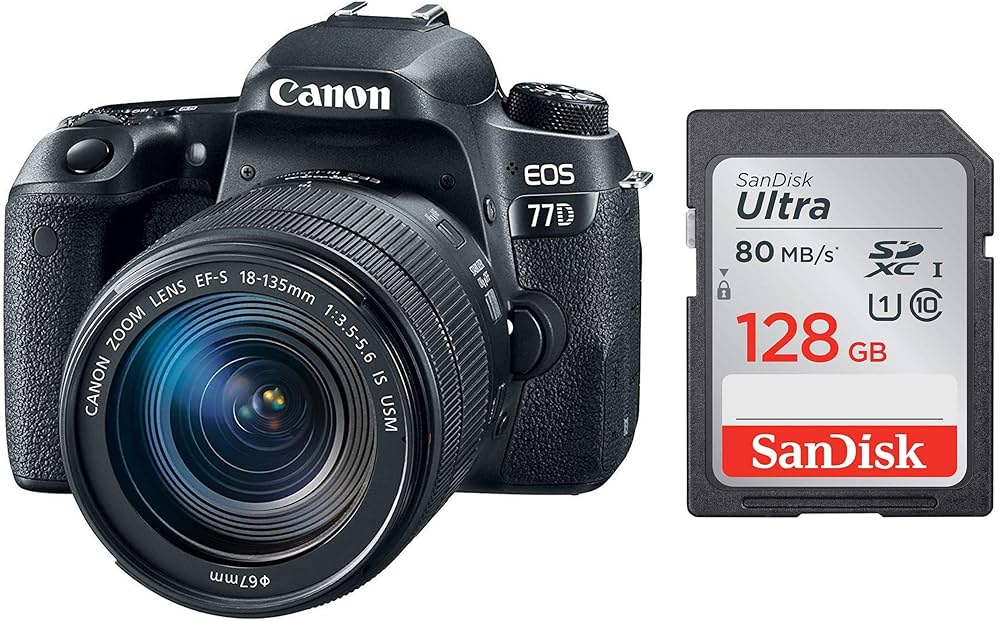 Canon
EOS
77D
CANON ZOOM LENS EF-S 18-135mm 1:3.5-5.6 IS USM
Φ67mm
SanDisk
Ultra
80 MB/s*
SD
XC I
U1 C10
128 GB
SanDisk